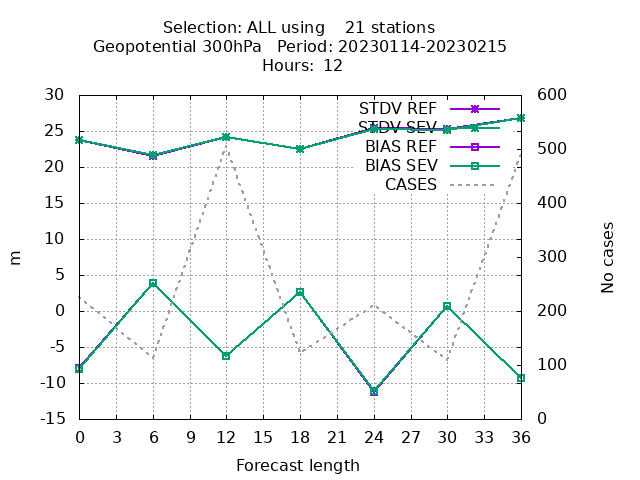 Selection: ALL using    21 stations
Geopotential 300hPa   Period: 20230114-20230215
Hours:  12
30
25
20
15
10
5
0
-5
-10
-15
m
600
500
400
300
200
100
0
No cases
STDV REF
STDV SEV
BIAS REF
BIAS SEV
CASES
0 3 6 9 12 15 18 21 24 27 30 33 36
Forecast length